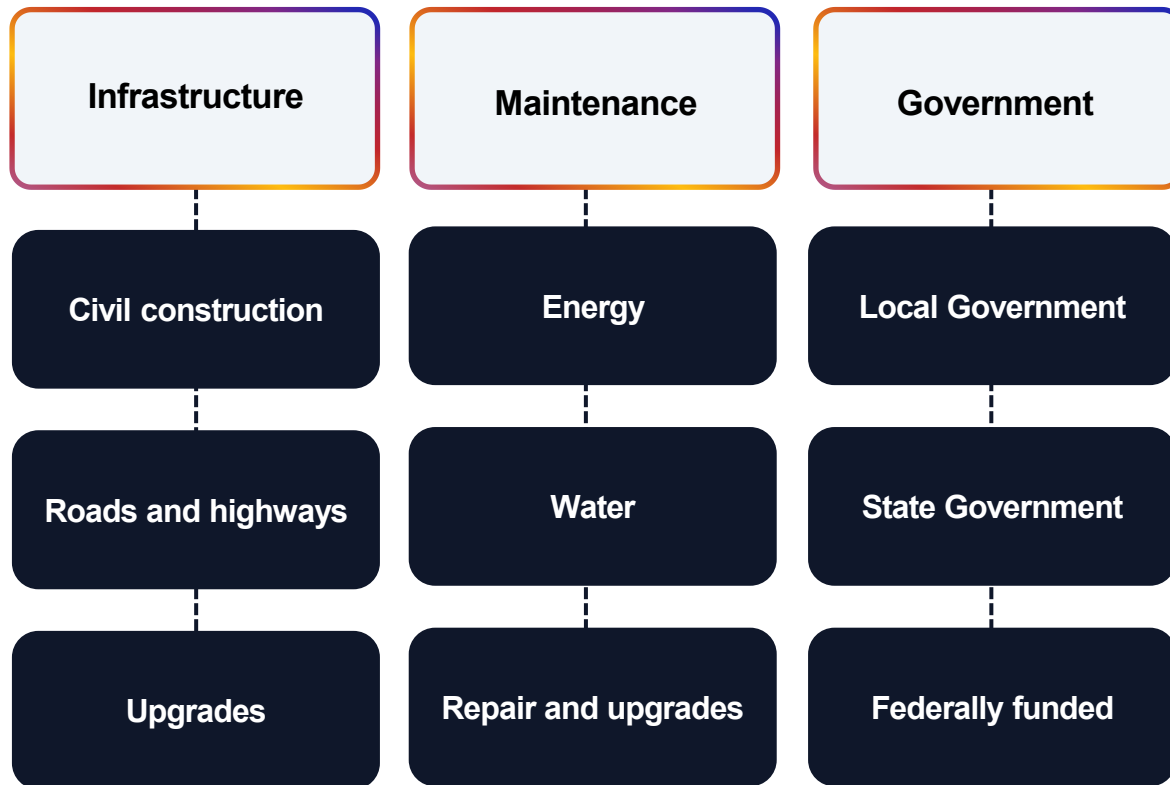 Infrastructure
Maintenance
Government
Civil construction
Energy
Local Government
Roads and highways
Water
State Government
Upgrades
Repair and upgrades
Federally funded